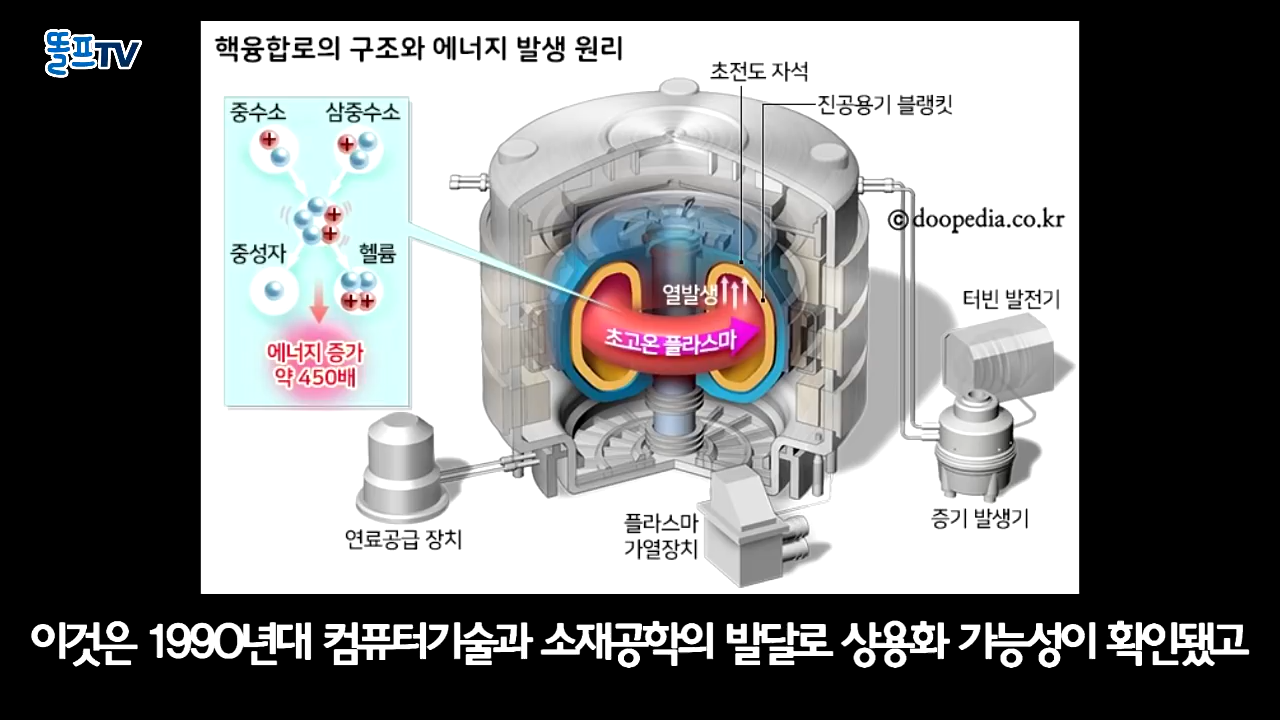 똘프TV
핵융합로의 구조와 에너지 발생 원리
초전도 자석
진공용기 블랭킷
중수소
삼중수소
ⓒdoopedia.co.kr
중성자
헬륨
열발생
터빈 발전기
초고온 플라스마
에너지 증가
약 450배
연료공급 장치
플라스마
가열장치
증기 발생기
이것은 1990년대 컴퓨터기술과 소재공학의 발달로 상용화 가능성이 확인됐고